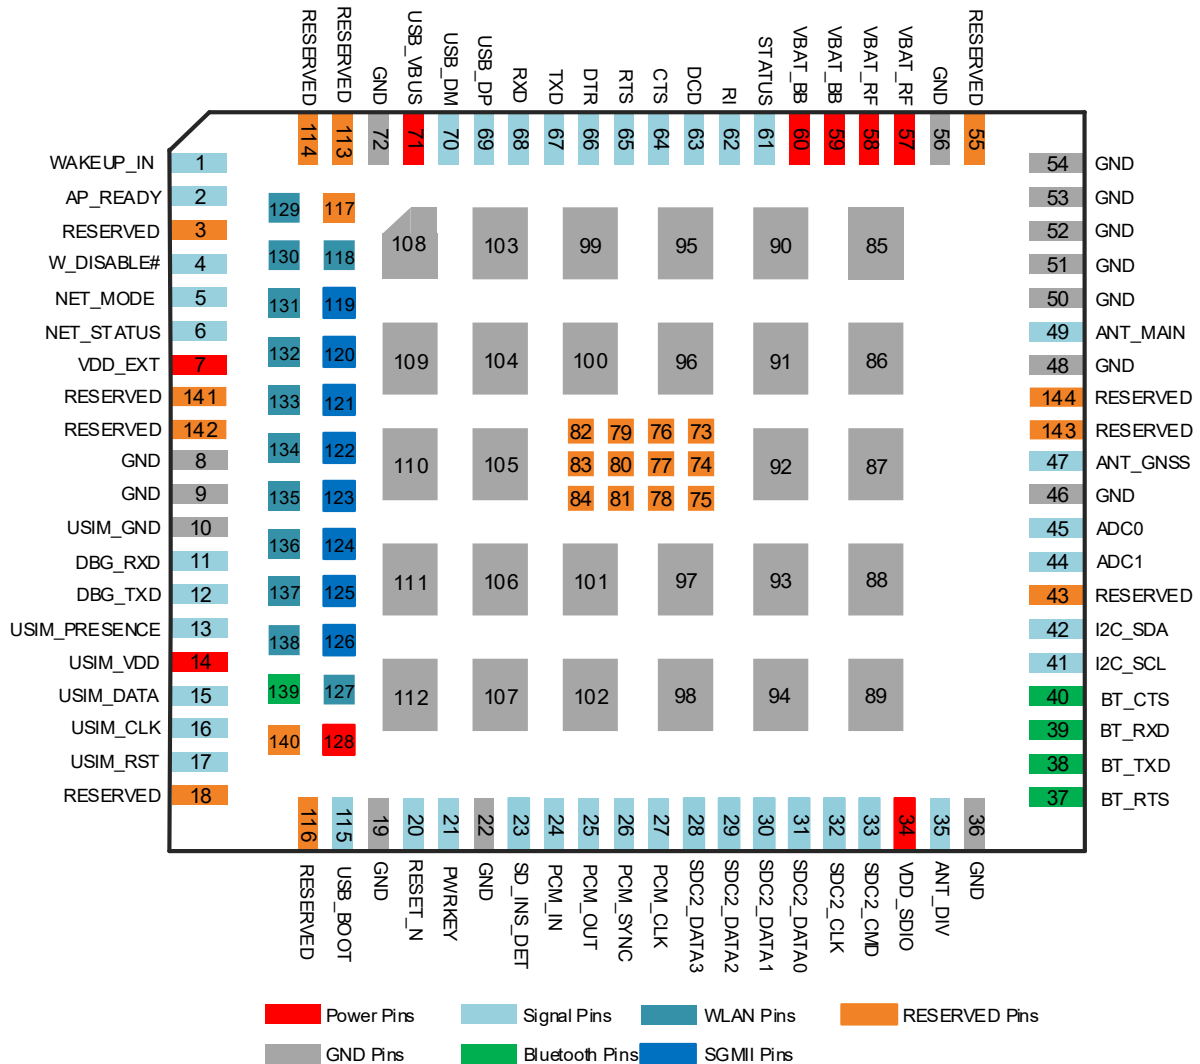 RESERVED
RESERVED
GND
USB_VBUS
USB_DM
USB_DP
RXD
TXD
DTR
RTS
CTS
DCD
RI
STATUS
VBAT_BB
VBAT_BB
VBAT_RF
VBAT_RF
GND
RESERVED
114 113 72 71 70 69 68 67 66 65 64 63 62 61 60 59 58 57 56 55
WAKEUP_IN 1
AP_READY 2
RESERVED 3
W_DISABLE# 4
NET_MODE 5
NET_STATUS 6
VDD_EXT 7
RESERVED 141
RESERVED 142
GND 8
GND 9
USIM_GND 10
DBG_RXD 11
DBG_TXD 12
USIM_PRESENCE 13
USIM_VDD 14
USIM_DATA 15
USIM_CLK 16
USIM_RST 17
RESERVED 18
129 117
130 118
131 119
132 120
133 121
134 122
135 123
136 124
137 125
138 126
139 127
140 128
108 103 99 95 90 85
109 104 100 96 91 86
82 79 76 73
110 105 83 80 77 74 92 87
84 81 78 75
111 106 101 97 93 88
112 107 102 98 94 89
54 GND
53 GND
52 GND
51 GND
50 GND
49 ANT_MAIN
48 GND
144 RESERVED
143 RESERVED
47 ANT_GNSS
46 GND
45 ADC0
44 ADC1
43 RESERVED
42 I2C_SDA
41 I2C_SCL
40 BT_CTS
39 BT_RXD
38 BT_TXD
37 BT_RTS
116 115 19 20 21 22 23 24 25 26 27 28 29 30 31 32 33 34 35 36
RESERVED
USB_BOOT
GND
RESET_N
PWRKEY
GND
SD_INS_DET
PCM_IN
PCM_OUT
PCM_SYNC
PCM_CLK
SDC2_DATA3
SDC2_DATA2
SDC2_DATA1
SDC2_DATA0
SDC2_CLK
SDC2_CMD
VDD_SDIO
ANT_DIV
GND
Power Pins Signal Pins WLAN Pins RESERVED Pins
GND Pins Bluetooth Pins SGMII Pins